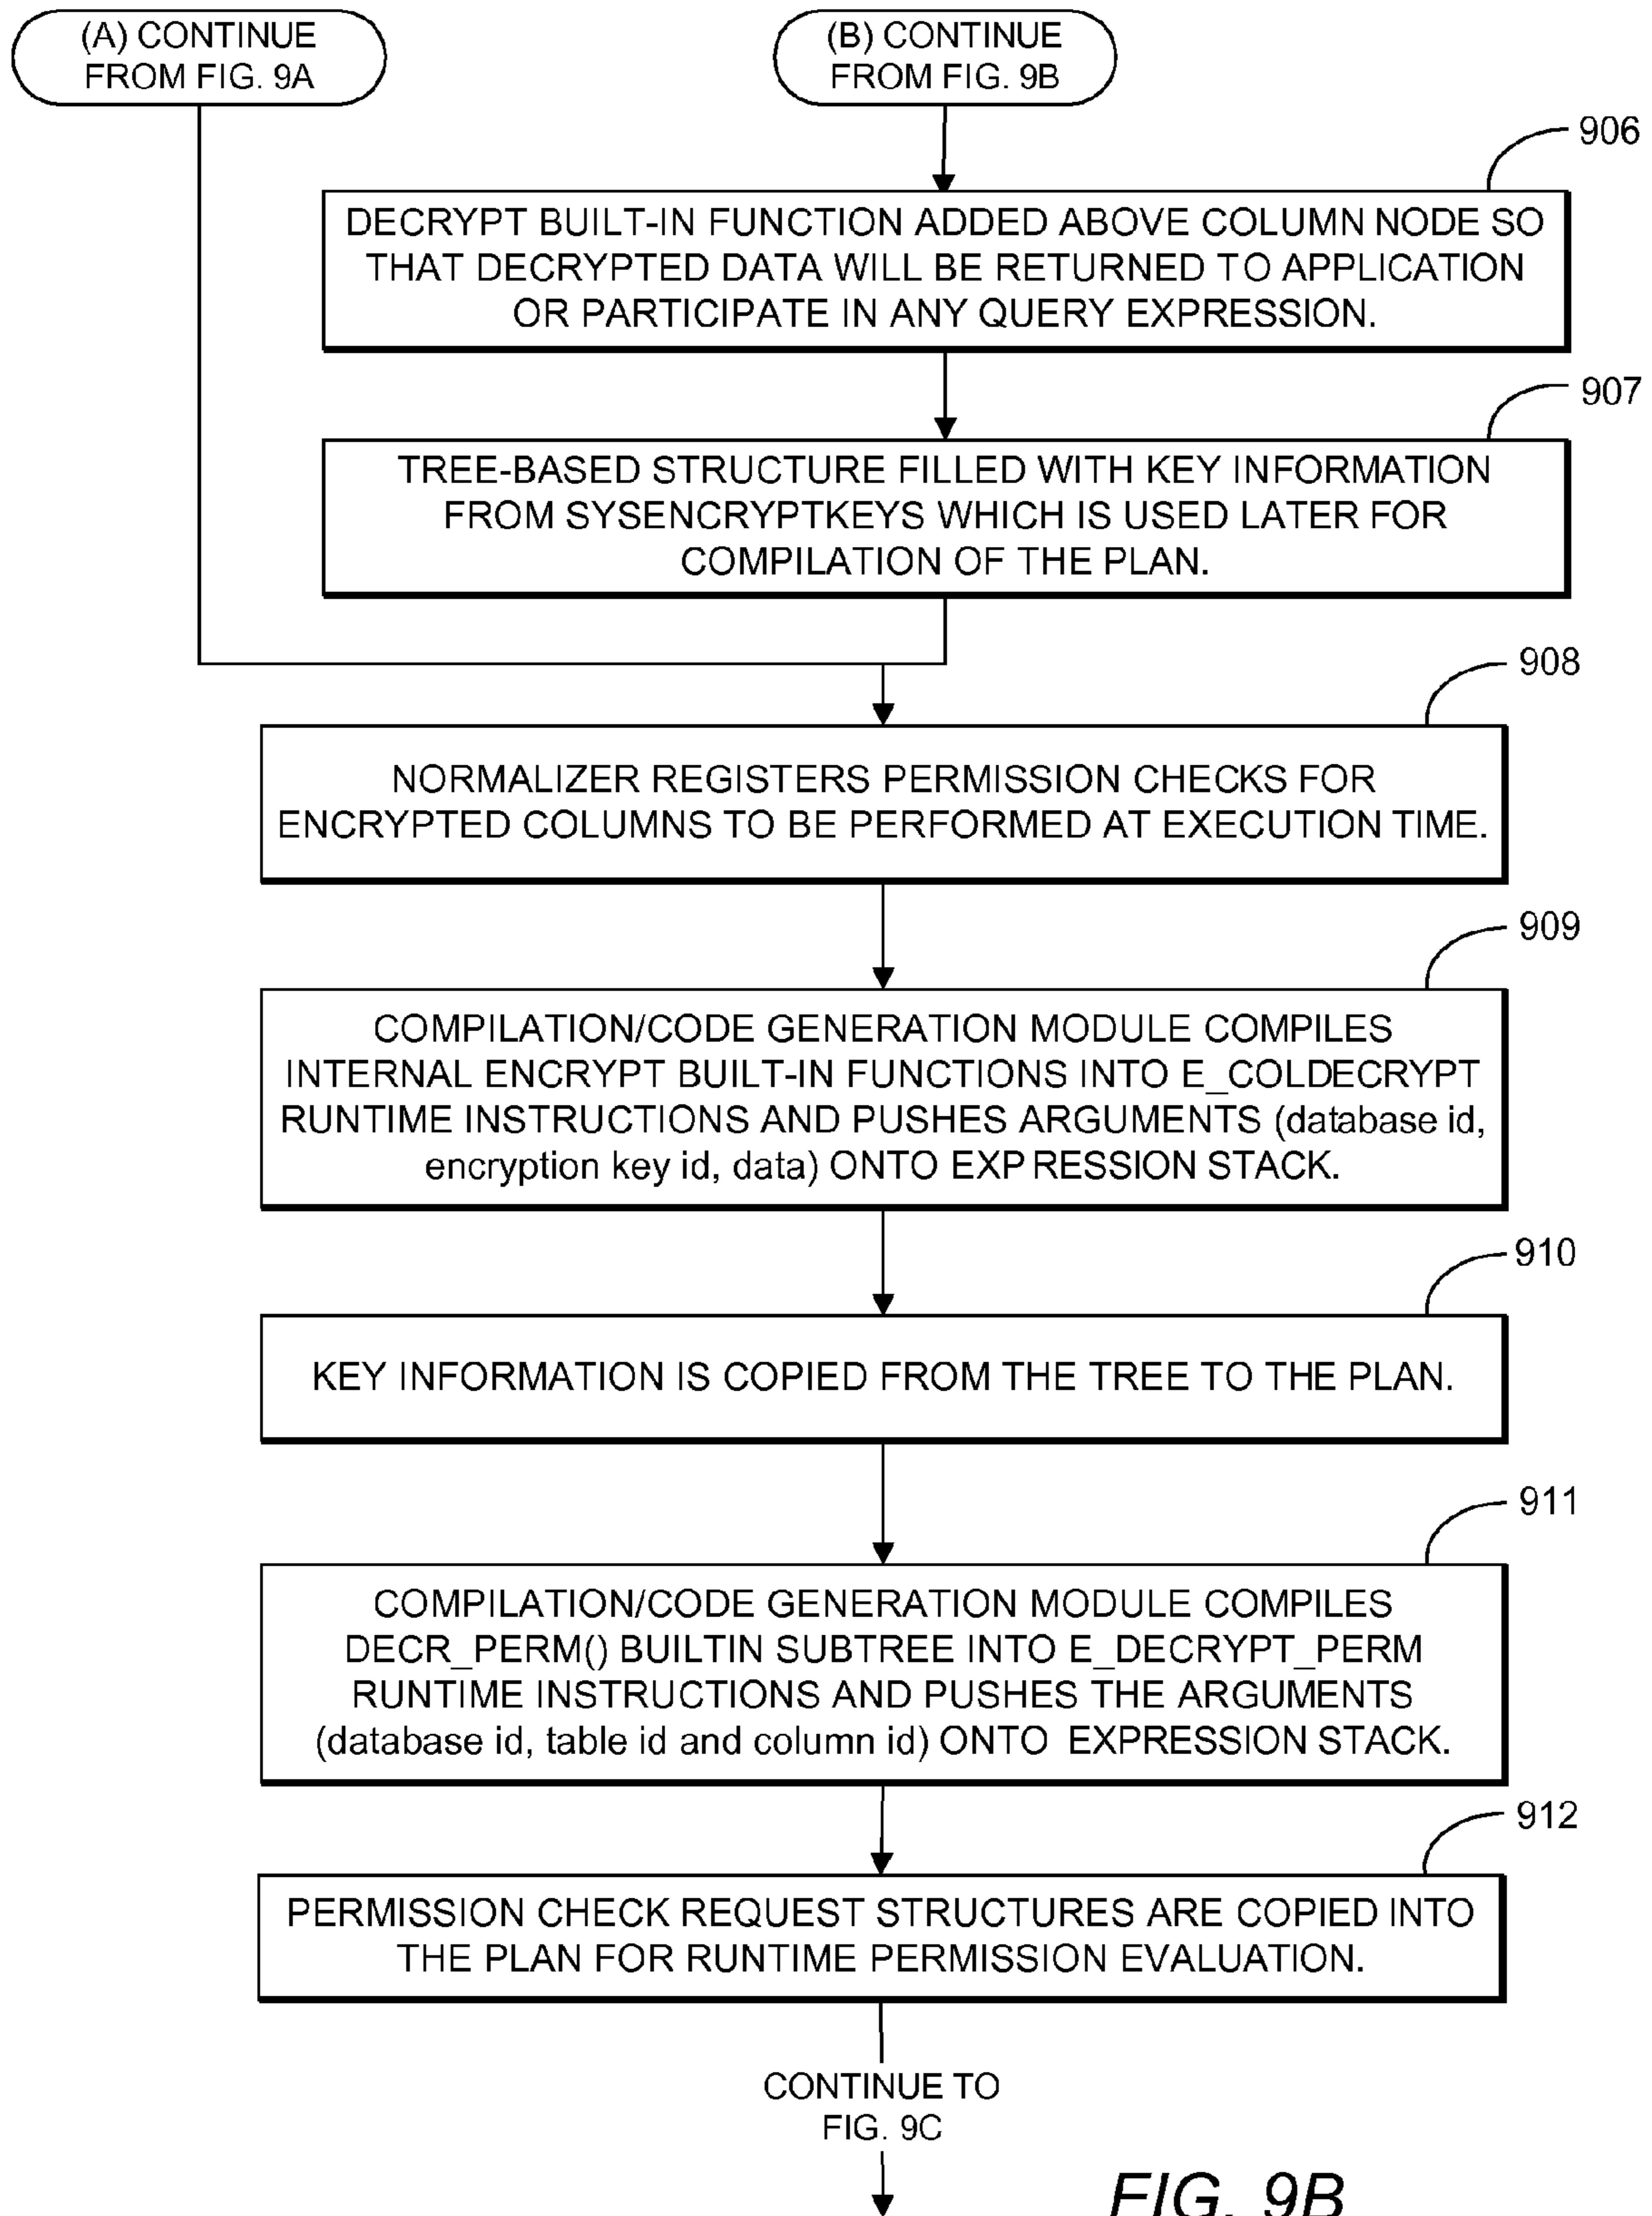 (A) CONTINUE
FROM FIG. 9A
(B) CONTINUE
FROM FIG. 9B
906
DECRYPT BUILT-IN FUNCTION ADDED ABOVE COLUMN NODE SO
THAT DECRYPTED DATA WILL BE RETURNED TO APPLICATION
OR PARTICIPATE IN ANY QUERY EXPRESSION.
907
TREE-BASED STRUCTURE FILLED WITH KEY INFORMATION
FROM SYSENCRYPTKEYS WHICH IS USED LATER FOR
COMPILATION OF THE PLAN.
908
NORMALIZER REGISTERS PERMISSION CHECKS FOR
ENCRYPTED COLUMNS TO BE PERFORMED AT EXECUTION TIME.
909
COMPILATION/CODE GENERATION MODULE COMPILES
INTERNAL ENCRYPT BUILT-IN FUNCTIONS INTO E_COLDECRYPT
RUNTIME INSTRUCTIONS AND PUSHES ARGUMENTS (database id,
encryption key id, data) ONTO EXPRESSION STACK.
910
KEY INFORMATION IS COPIED FROM THE TREE TO THE PLAN.
911
COMPILATION/CODE GENERATION MODULE COMPILES
DECR_PERM() BUILTIN SUBTREE INTO E_DECRYPT_PERM
RUNTIME INSTRUCTIONS AND PUSHES THE ARGUMENTS
(database id, table id and column id) ONTO EXPRESSION STACK.
912
PERMISSION CHECK REQUEST STRUCTURES ARE COPIED INTO
THE PLAN FOR RUNTIME PERMISSION EVALUATION.
CONTINUE TO
FIG. 9C
FIG. 9B